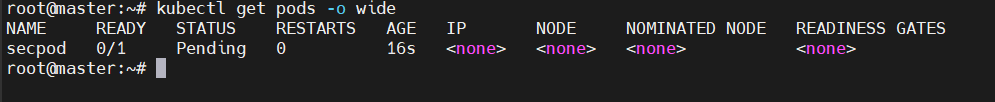 root@master:~# kubectl get pods -o wide
NAME     READY   STATUS    RESTARTS   AGE   IP       NODE     NOMINATED NODE   READINESS GATES
secpod   0/1     Pending   0          16s   <none>   <none>   <none>           <none>
root@master:~#